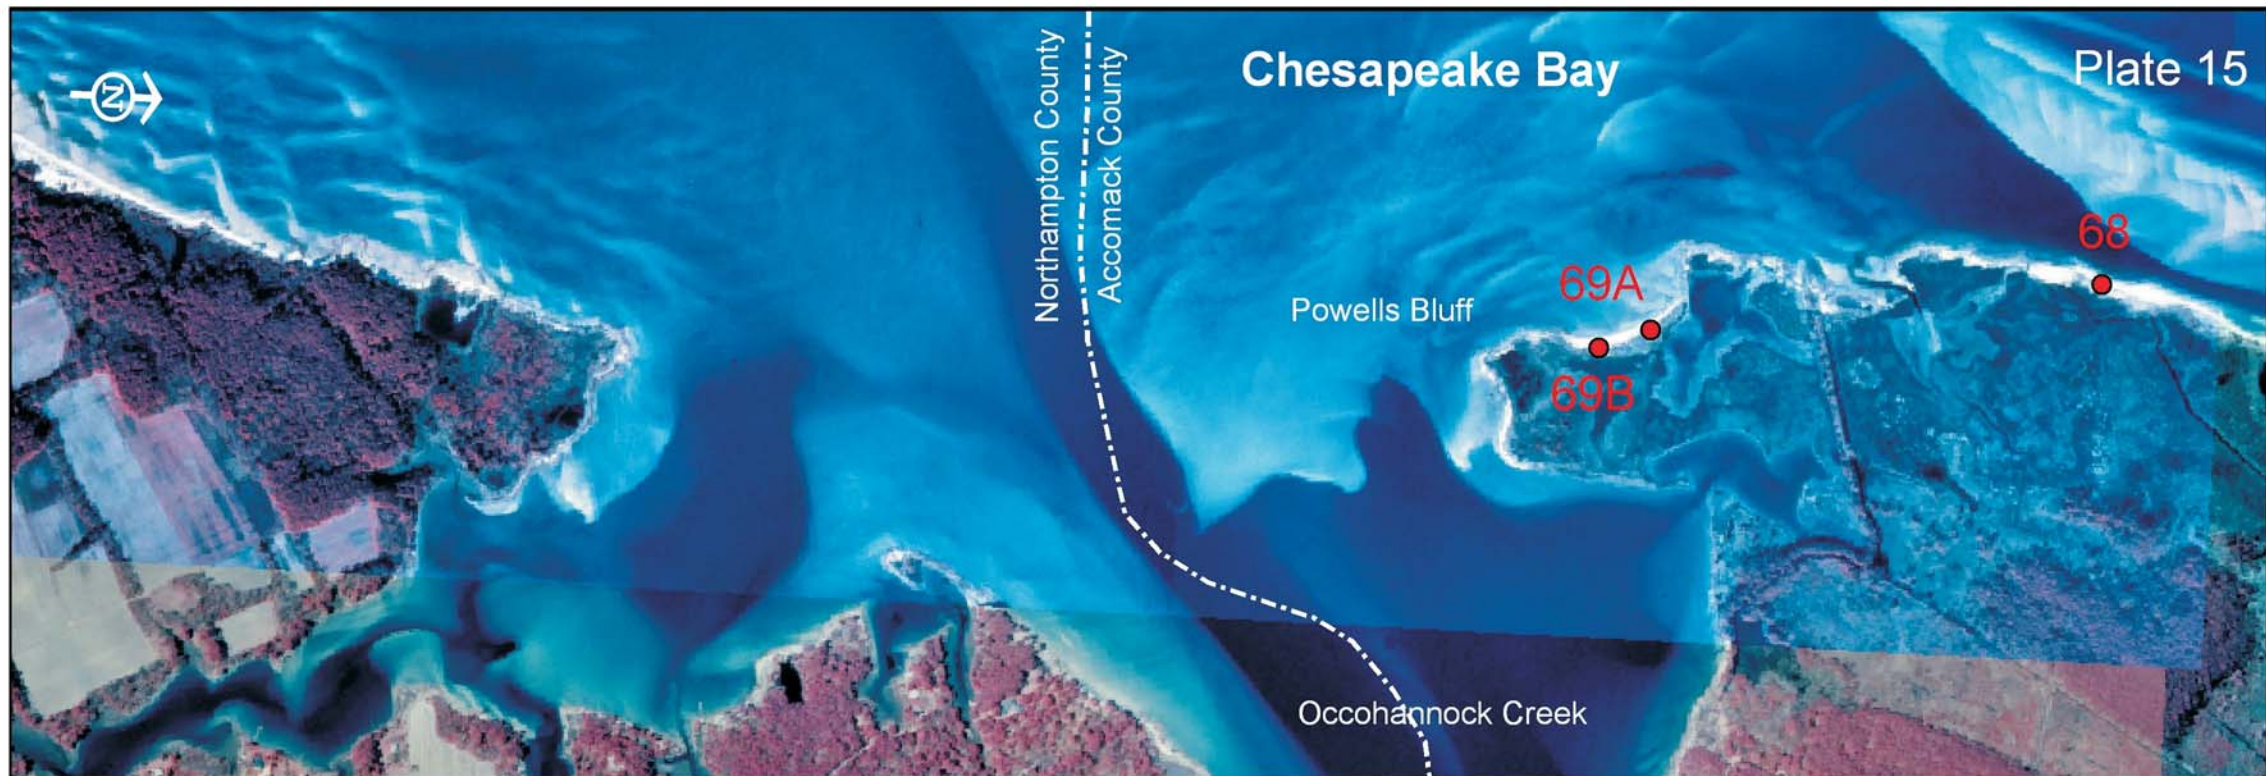 Chesapeake Bay
Plate 15
N
Northampton County
Accomack County
68
69A
Powells Bluff
69B
Occohannock Creek